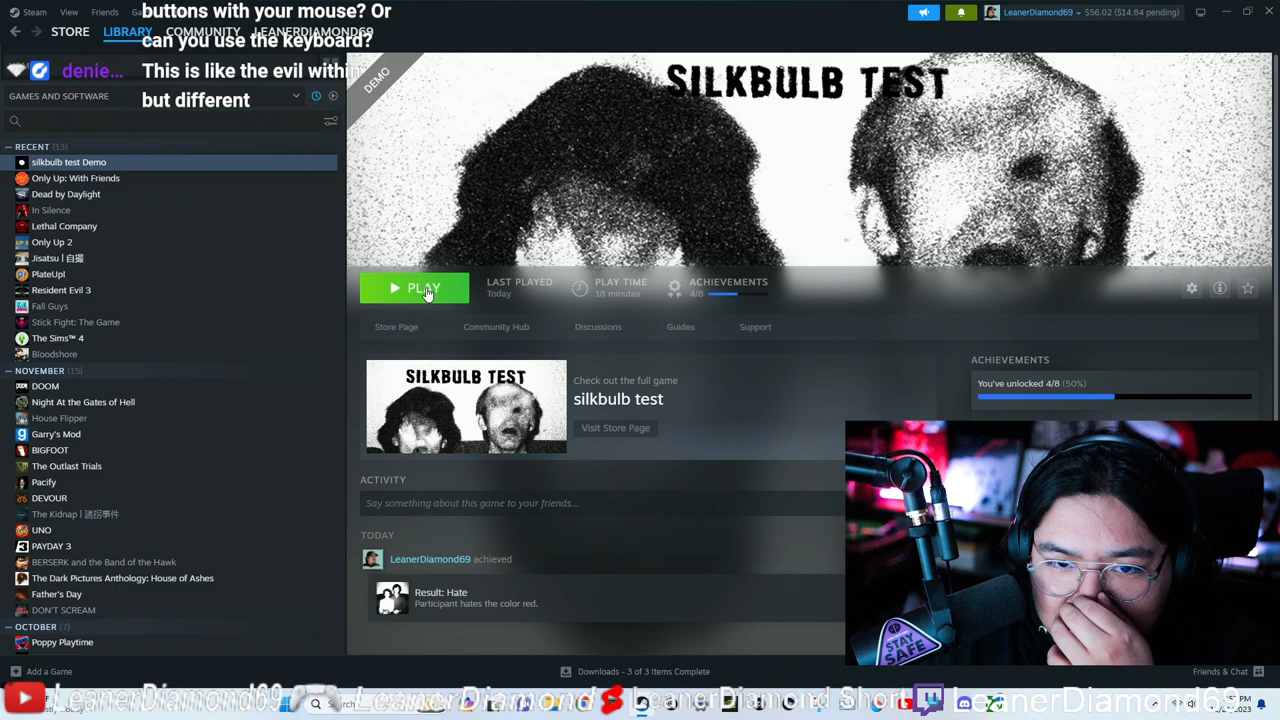 buttons with your mouse? Or
can you use the keyboard?
denie... This is like the evil within
but different
Steam View Friends
LeanerDiamond69 $56.02 ($14.84 pending)
STORE LIBRARY COMMUNITY LEANERDIAMOND69
GAMES AND SOFTWARE
RECENT (13)
silkbulb test Demo
Only Up: With Friends
Dead by Daylight
In Silence
Lethal Company
Only Up 2
Jisatsu | 自撮
PlateUp!
Resident Evil 3
Fall Guys
Stick Fight: The Game
The Sims™ 4
Bloodshore
NOVEMBER (15)
DOOM
Night At the Gates of Hell
House Flipper
Garry's Mod
BIGFOOT
The Outlast Trials
Pacify
DEVOUR
The Kidnap | 誘拐事件
UNO
PAYDAY 3
BERSERK and the Band of the Hawk
The Dark Pictures Anthology: House of Ashes
Father's Day
DON'T SCREAM
OCTOBER (7)
Poppy Playtime
Add a Game
DEMO
SILKBULB TEST
PLAY
LAST PLAYED
Today
PLAY TIME
18 minutes
ACHIEVEMENTS
4/8
Store Page Community Hub Discussions Guides Support
SILKBULB TEST
Check out the full game
silkbulb test
Visit Store Page
ACHIEVEMENTS
You've unlocked 4/8 (50%)
ACTIVITY
Say something about this game to your friends...
TODAY
LeanerDiamond69 achieved
Result: Hate
Participant hates the color red.
STAY
SAFE
Downloads - 3 of 3 Items Complete
Friends & Chat
LeanerDiamond69 LeanerDiamond LeanerDiamond Short LeanerDiamond69
Search